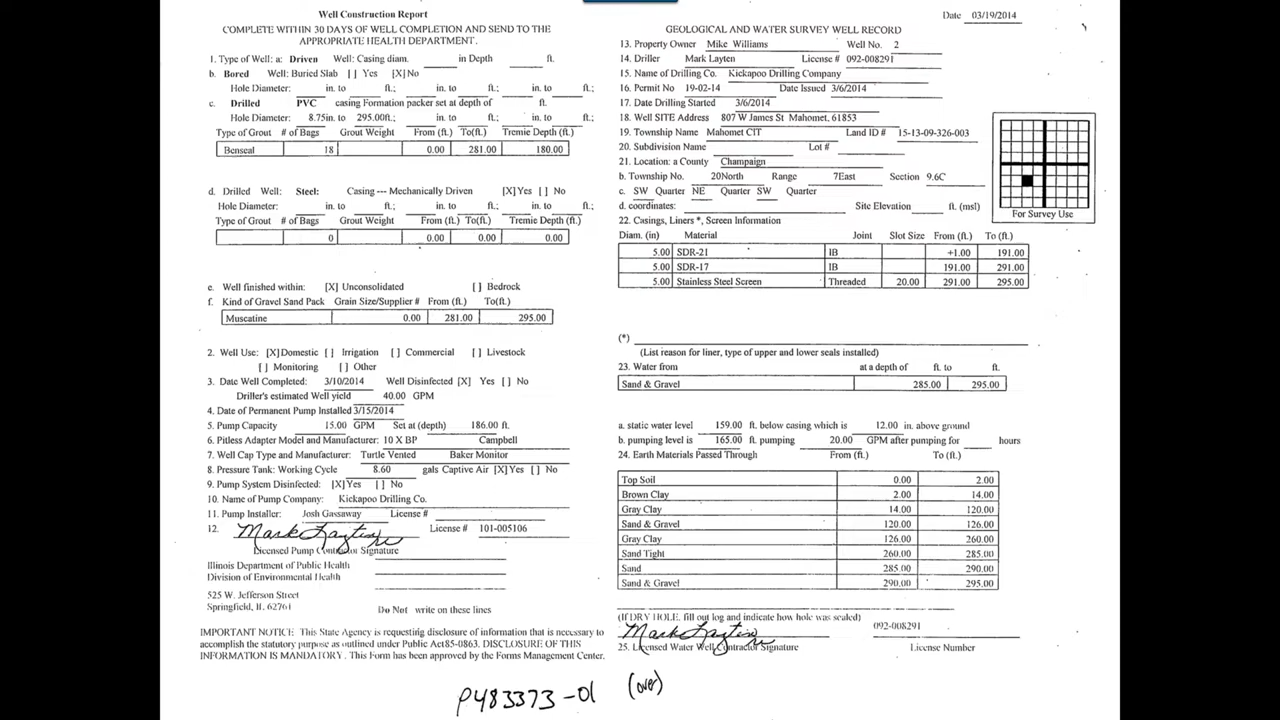 Well Construction Report
COMPLETE WITHIN 30 DAYS OF WELL COMPLETION AND SEND TO THE
APPROPRIATE HEALTH DEPARTMENT.
1. Type of Well: a: Driven Well: Casing diam. in Depth ft.
b. Bored Well: Buried Slab [ ] Yes [X] No
Hole Diameter: in. to ft.; in. to ft.; in. to ft.;
c. Drilled PVC casing Formation packer set at depth of ft.
Hole Diameter: 8.75in. to 295.00ft.; in. to ft.; in. to ft.;
Type of Grout # of Bags Grout Weight From (ft.) To(ft.) Tremie Depth (ft.)
Benseal 18 0.00 281.00 180.00
d. Drilled Well: Steel: Casing --- Mechanically Driven [X] Yes [ ] No
Hole Diameter: in. to ft.; in. to ft.; in. to ft.;
Type of Grout # of Bags Grout Weight From (ft.) To(ft.) Tremie Depth (ft.)
0 0.00 0.00 0.00
e. Well finished within: [X] Unconsolidated [ ] Bedrock
f. Kind of Gravel Sand Pack Grain Size/Supplier # From (ft.) To(ft.)
Muscatine 0.00 281.00 295.00
2. Well Use: [X] Domestic [ ] Irrigation [ ] Commercial [ ] Livestock
[ ] Monitoring [ ] Other
3. Date Well Completed: 3/10/2014 Well Disinfected [X] Yes [ ] No
Driller's estimated Well yield 40.00 GPM
4. Date of Permanent Pump Installed 3/15/2014
5. Pump Capacity 15.00 GPM Set at (depth) 186.00 ft.
6. Pitless Adapter Model and Manufacturer: 10 X BP Campbell
7. Well Cap Type and Manufacturer: Turtle Vented Baker Monitor
8. Pressure Tank: Working Cycle 8.60 gals Captive Air [X] Yes [ ] No
9. Pump System Disinfected: [X] Yes [ ] No
10. Name of Pump Company: Kickapoo Drilling Co.
11. Pump Installer: Josh Gassaway License #
12. Mark Layten License # 101-005106
Licensed Pump Contractor Signature
Illinois Department of Public Health
Division of Environmental Health
525 W. Jefferson Street
Springfield, IL 62761
Do Not write on these lines
IMPORTANT NOTICE: This State Agency is requesting disclosure of information that is necessary to
accomplish the statutory purpose as outlined under Public Act85-0863. DISCLOSURE OF THIS
INFORMATION IS MANDATORY. This Form has been approved by the Forms Management Center.
P483373-01 (over)
Date 03/19/2014
GEOLOGICAL AND WATER SURVEY WELL RECORD
13. Property Owner Mike Williams Well No. 2
14. Driller Mark Layten License # 092-008291
15. Name of Drilling Co. Kickapoo Drilling Company
16. Permit No 19-02-14 Date Issued 3/6/2014
17. Date Drilling Started 3/6/2014
18. Well SITE Address 807 W James St Mahomet, 61853
19. Township Name Mahomet CIT Land ID # 15-13-09-326-003
20. Subdivision Name Lot #
21. Location: a County Champaign
b. Township No. 20North Range 7East Section 9.6C
c. SW Quarter NE Quarter SW Quarter
d. coordinates: Site Elevation ft. (msl)
For Survey Use
22. Casings, Liners *, Screen Information
Diam. (in) Material Joint Slot Size From (ft.) To (ft.)
5.00 SDR-21 IB +1.00 191.00
5.00 SDR-17 IB 191.00 291.00
5.00 Stainless Steel Screen Threaded 20.00 291.00 295.00
(*)
(List reason for liner, type of upper and lower seals installed)
23. Water from at a depth of ft. to ft.
Sand & Gravel 285.00 295.00
a. static water level 159.00 ft. below casing which is 12.00 in. above ground
b. pumping level is 165.00 ft. pumping 20.00 GPM after pumping for hours
24. Earth Materials Passed Through From (ft.) To (ft.)
Top Soil 0.00 2.00
Brown Clay 2.00 14.00
Gray Clay 14.00 120.00
Sand & Gravel 120.00 126.00
Gray Clay 126.00 260.00
Sand Tight 260.00 285.00
Sand 285.00 290.00
Sand & Gravel 290.00 295.00
(If DRY HOLE, fill out log and indicate how hole was sealed)
Mark Layten 092-008291
25. Licensed Water Well Contractor Signature License Number